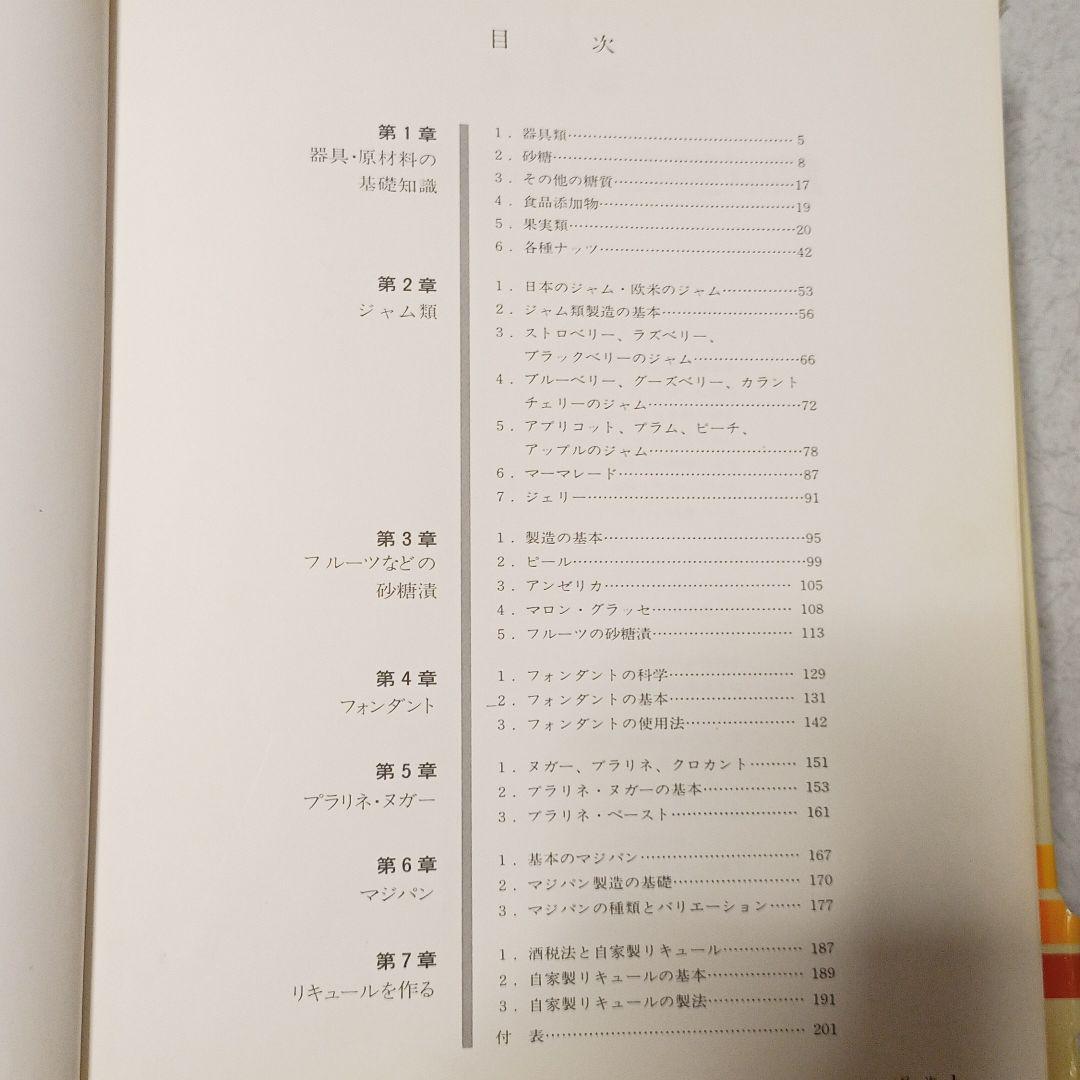 目　次
第1章
器具・原材料の
基礎知識
1．器具類…………………………………… 5
2．砂糖……………………………………… 8
3．その他の糖質……………………………17
4．食品添加物………………………………19
5．果実類……………………………………20
6．各種ナッツ………………………………42
第2章
ジャム類
1．日本のジャム・欧米のジャム……………53
2．ジャム類製造の基本………………………56
3．ストロベリー、ラズベリー、
ブラックベリーのジャム…………………66
4．ブルーベリー、グーズベリー、カラント
チェリーのジャム…………………………72
5．アプリコット、プラム、ピーチ、
アップルのジャム…………………………78
6．マーマレード………………………………87
7．ジェリー……………………………………91
第3章
フルーツなどの
砂糖漬
1．製造の基本…………………………………95
2．ピール………………………………………99
3．アンゼリカ……………………………… 105
4．マロン・グラッセ……………………… 108
5．フルーツの砂糖漬……………………… 113
第4章
フォンダント
1．フォンダントの科学…………………… 129
2．フォンダントの基本…………………… 131
3．フォンダントの使用法………………… 142
第5章
プラリネ・ヌガー
1．ヌガー、プラリネ、クロカント……… 151
2．プラリネ・ヌガーの基本……………… 153
3．プラリネ・ペースト…………………… 161
第6章
マジパン
1．基本のマジパン………………………… 167
2．マジパン製造の基礎…………………… 170
3．マジパンの種類とバリエーション…… 177
第7章
リキュールを作る
1．酒税法と自家製リキュール…………… 187
2．自家製リキュールの基本……………… 189
3．自家製リキュールの製法……………… 191
付　表……………………………………… 201